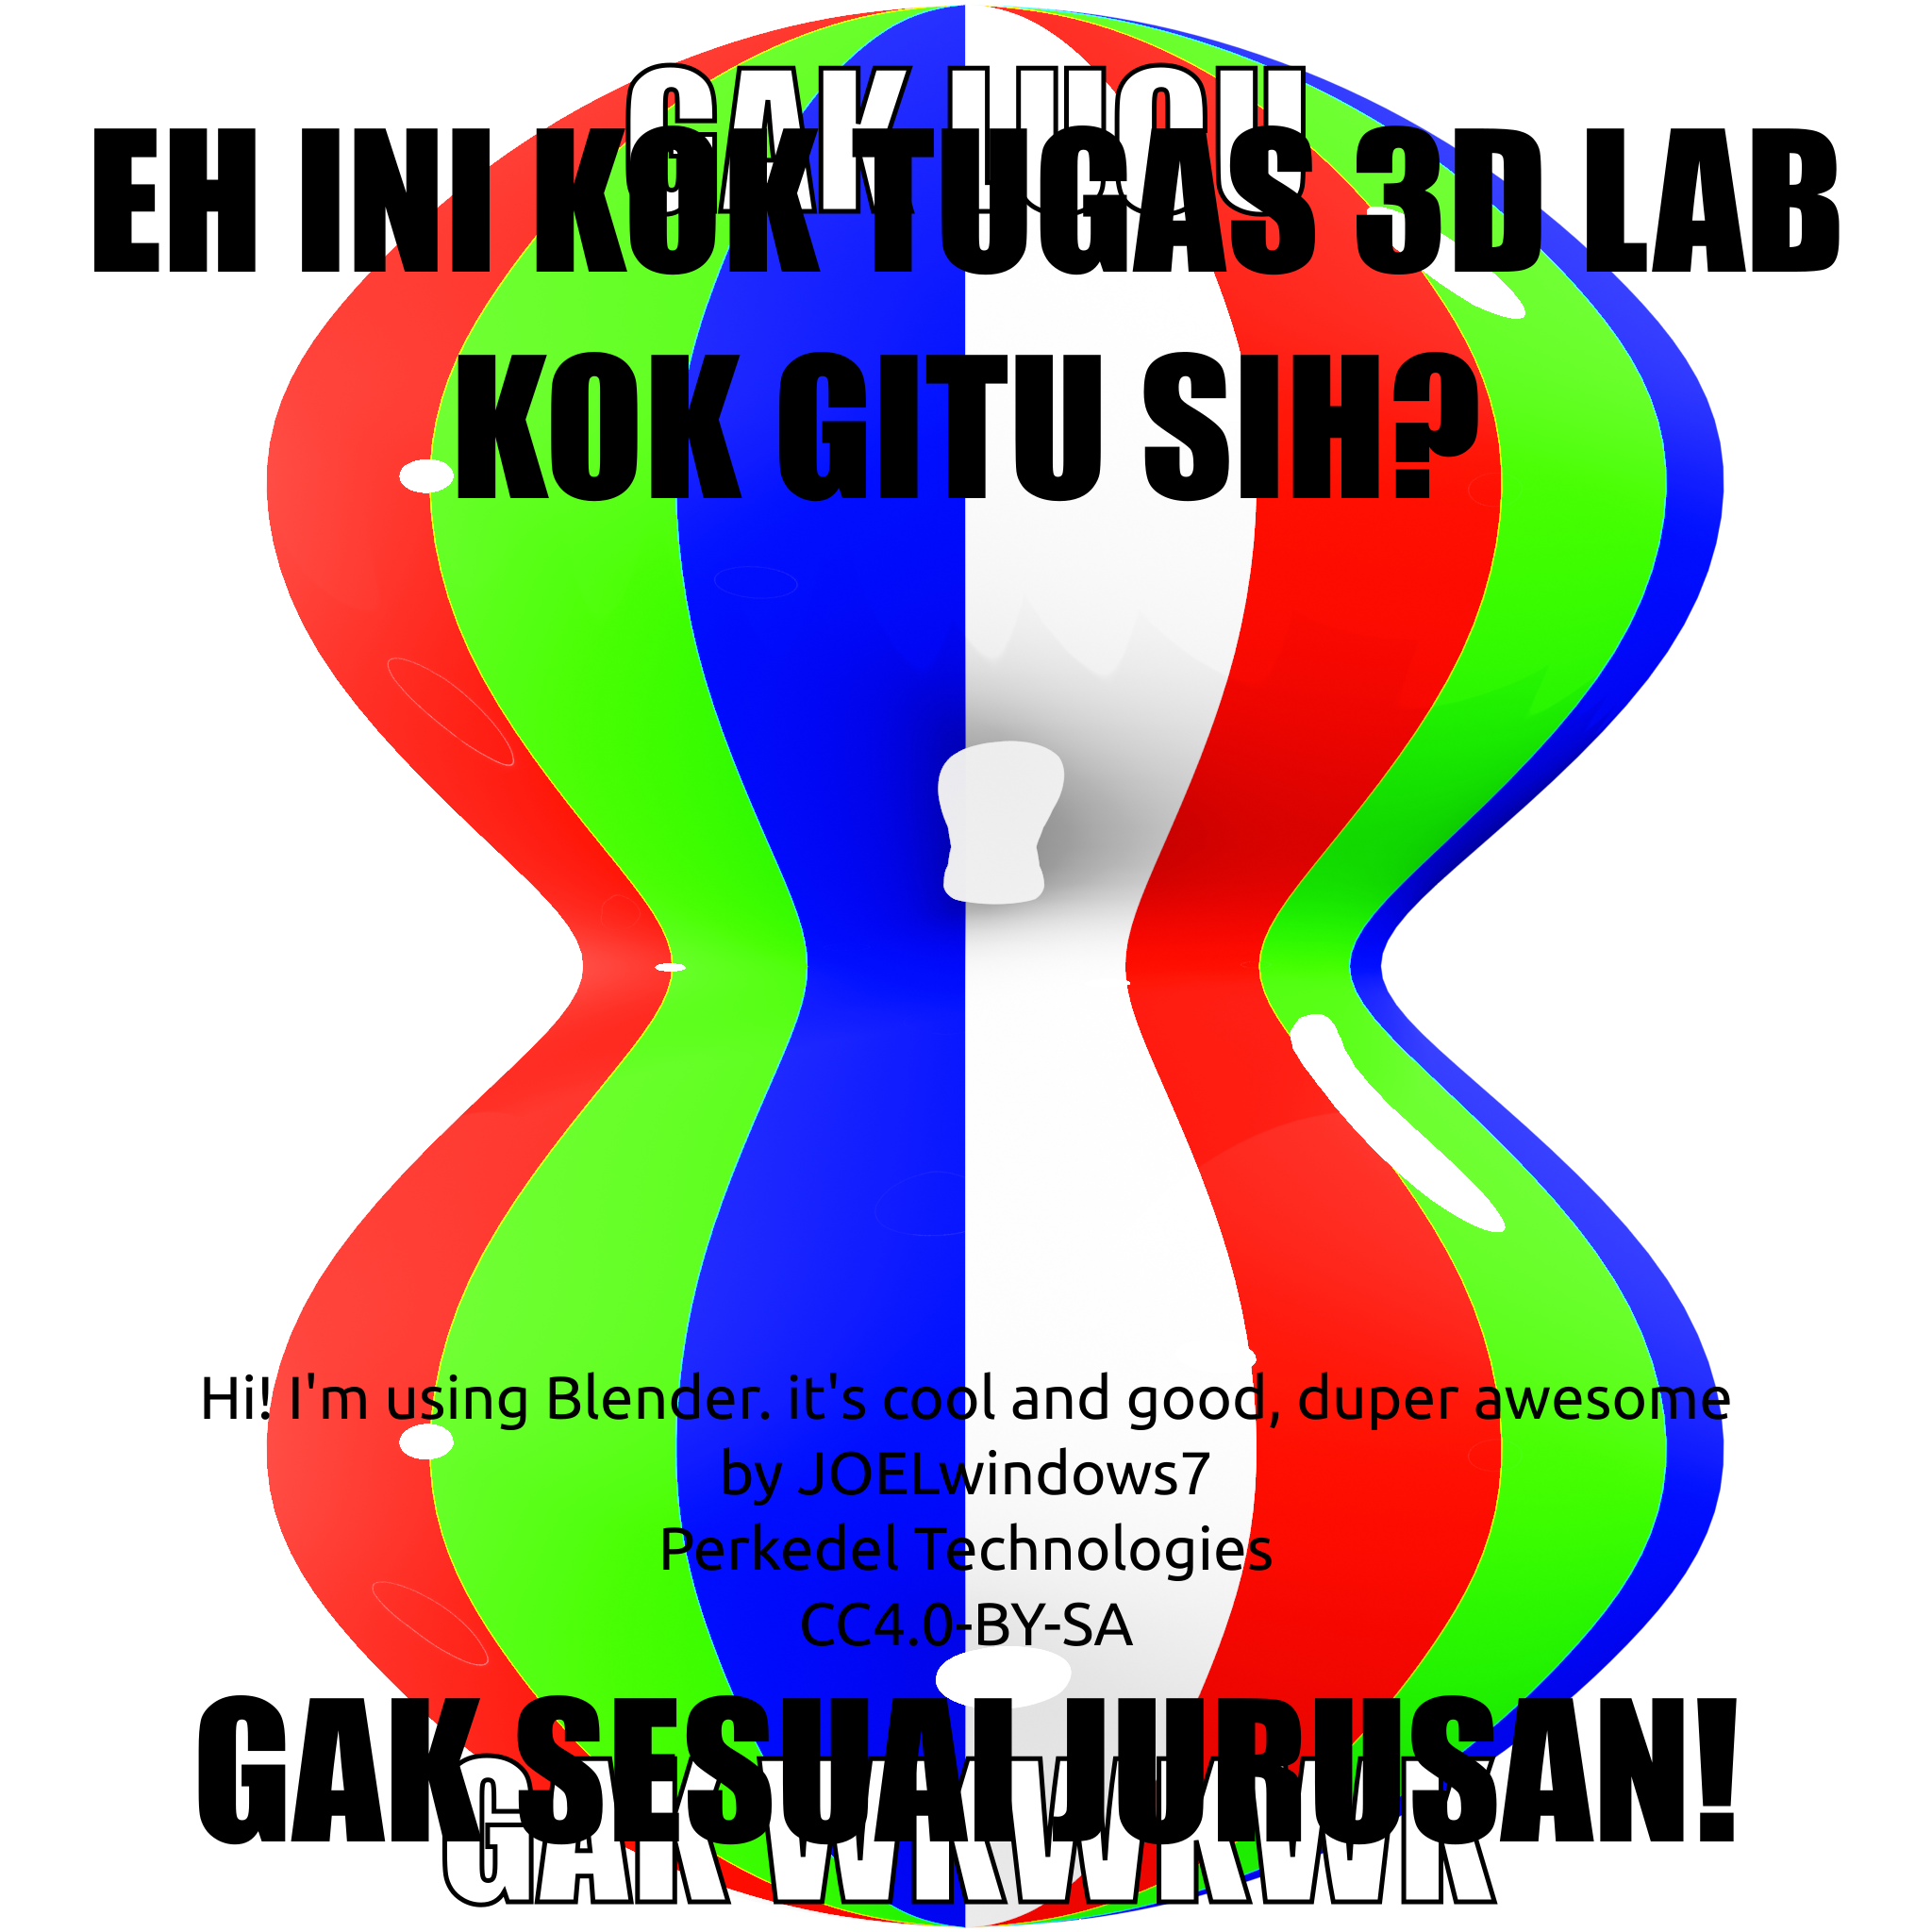 GAK LUCU
EH INI KOK TUGAS 3D LAB
KOK GITU SIH?
Hi! I'm using Blender. it's cool and good, duper awesome
by JOELwindows7
Perkedel Technologies
CC4.0-BY-SA
GAK SESUAI JURUSAN!
GAK WKWKWK